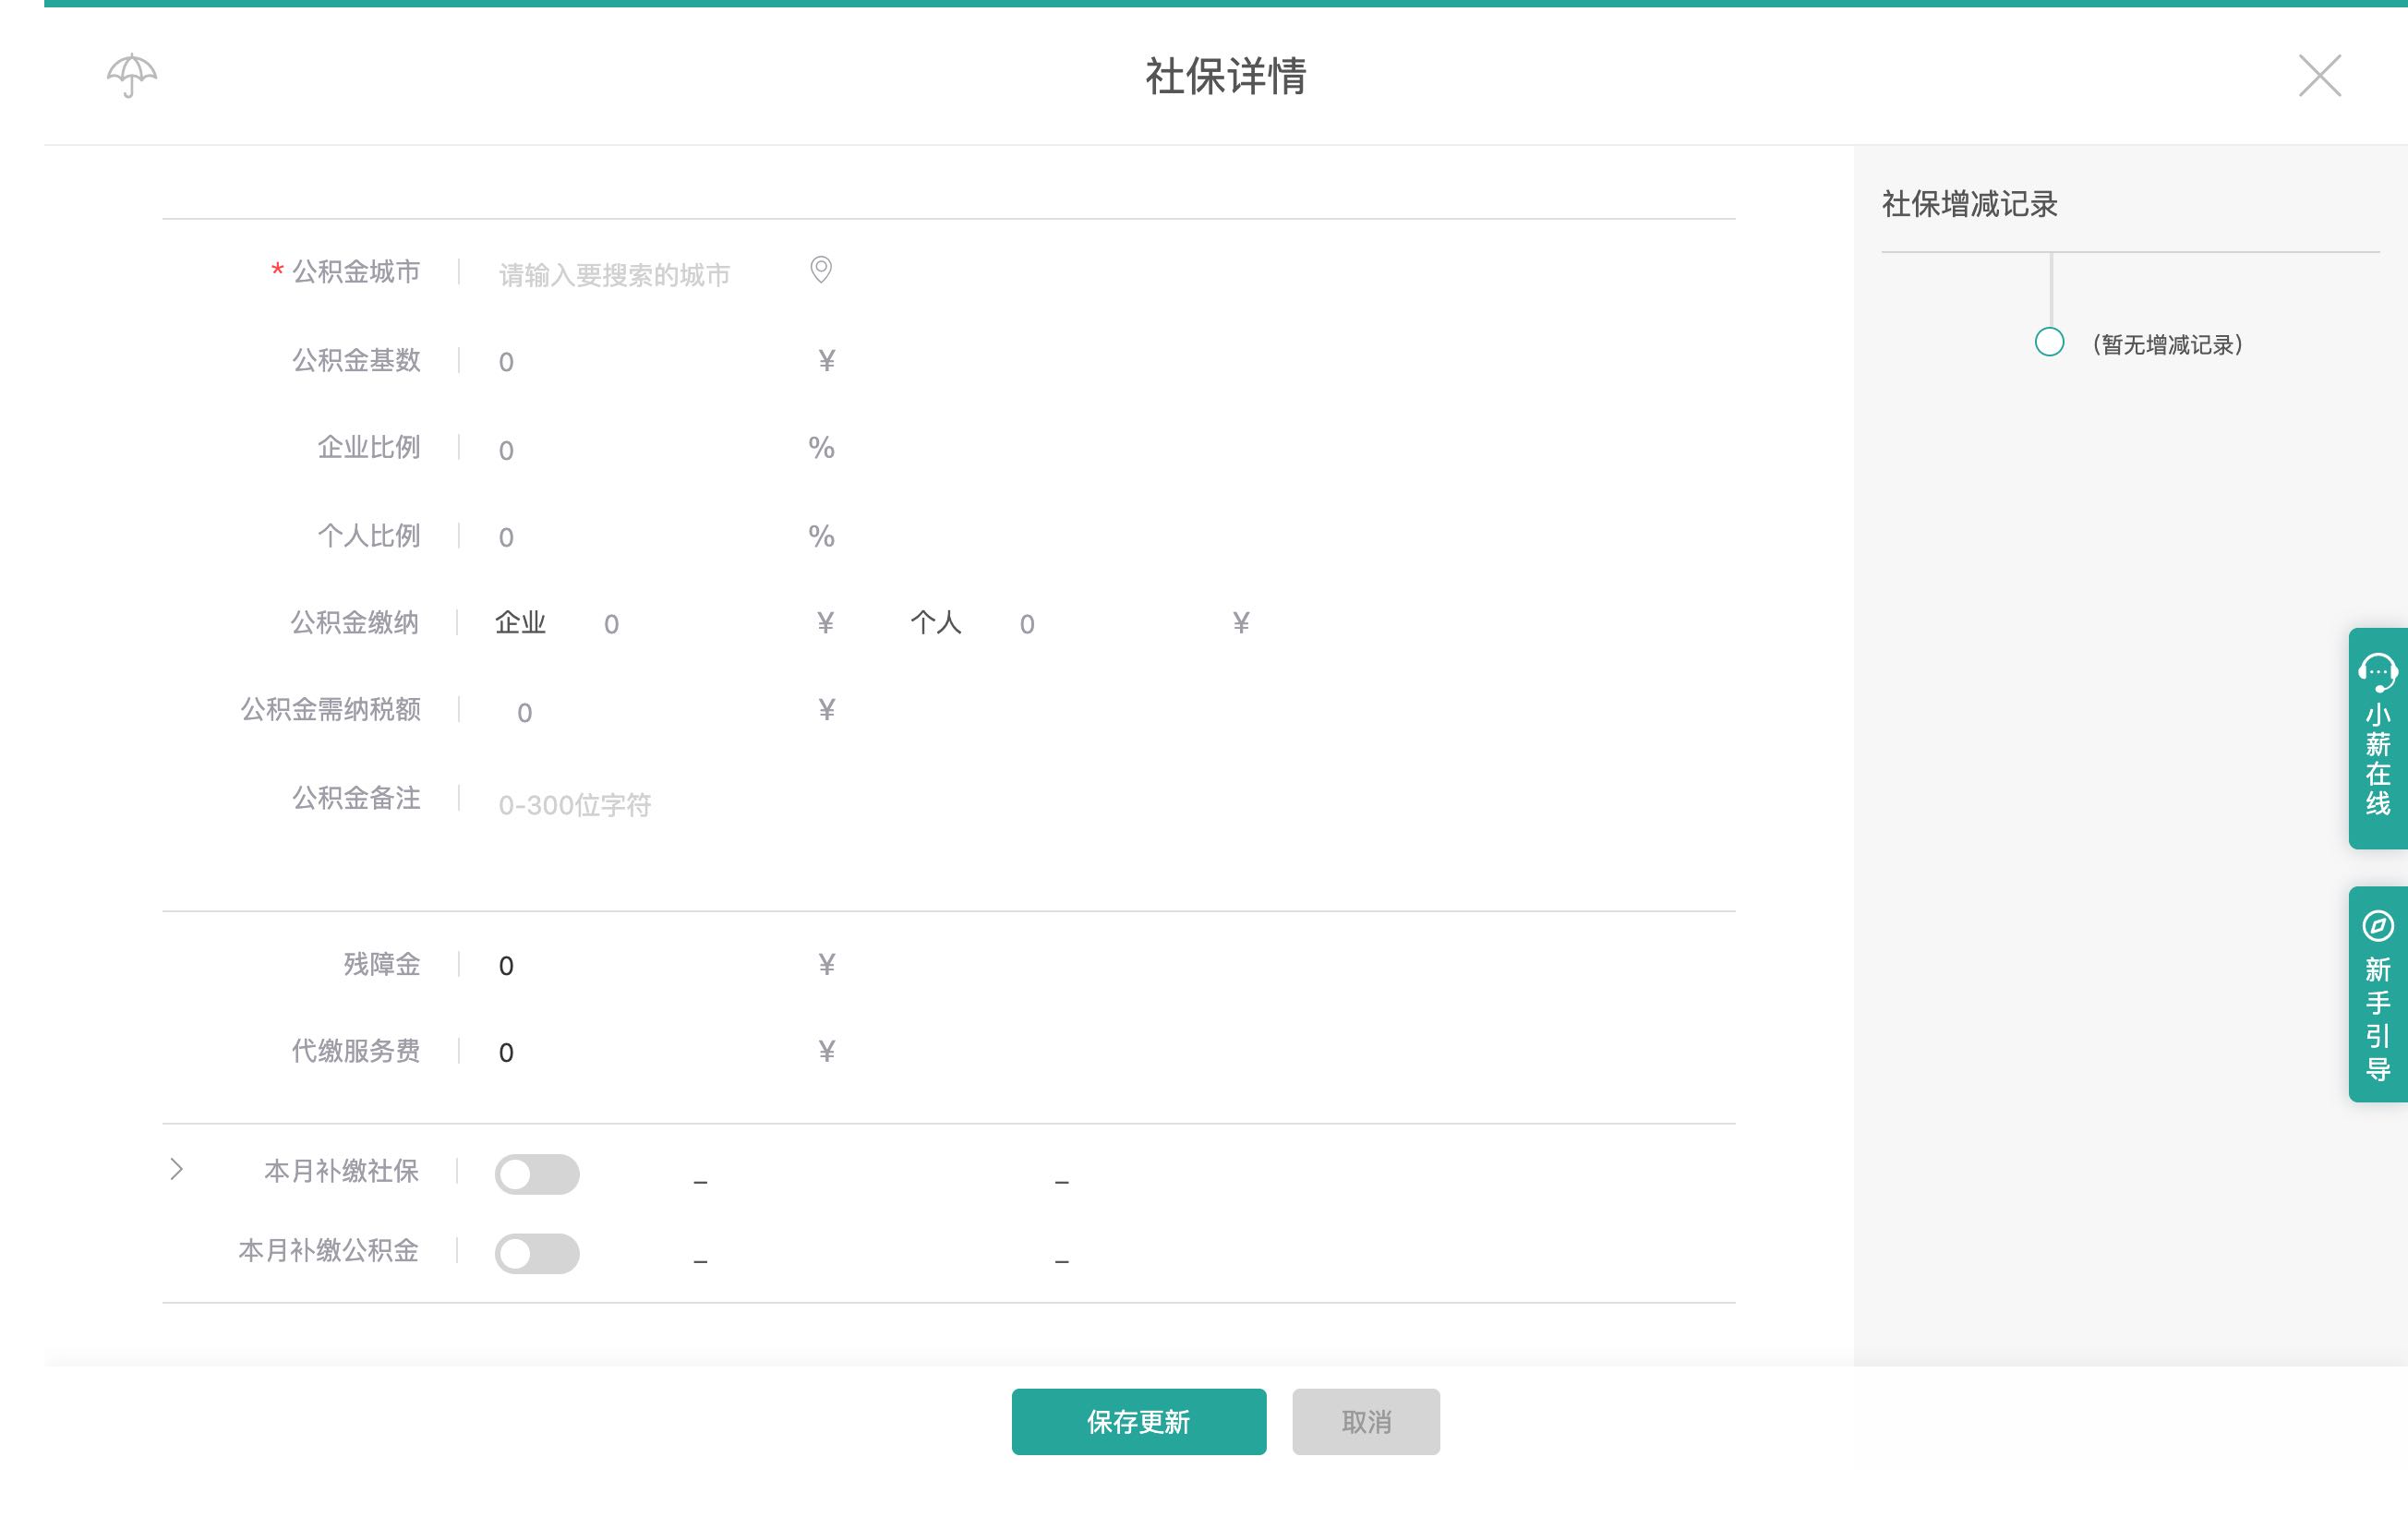 社保详情
* 公积金城市 请输入要搜索的城市
公积金基数 0 ¥
企业比例 0 %
个人比例 0 %
公积金缴纳 企业 0 ¥ 个人 0 ¥
公积金需纳税额 0 ¥
公积金备注 0-300位字符
残障金 0 ¥
代缴服务费 0 ¥
本月补缴社保 – –
本月补缴公积金 – –
社保增减记录
（暂无增减记录）
小薪在线
新手引导
保存更新 取消